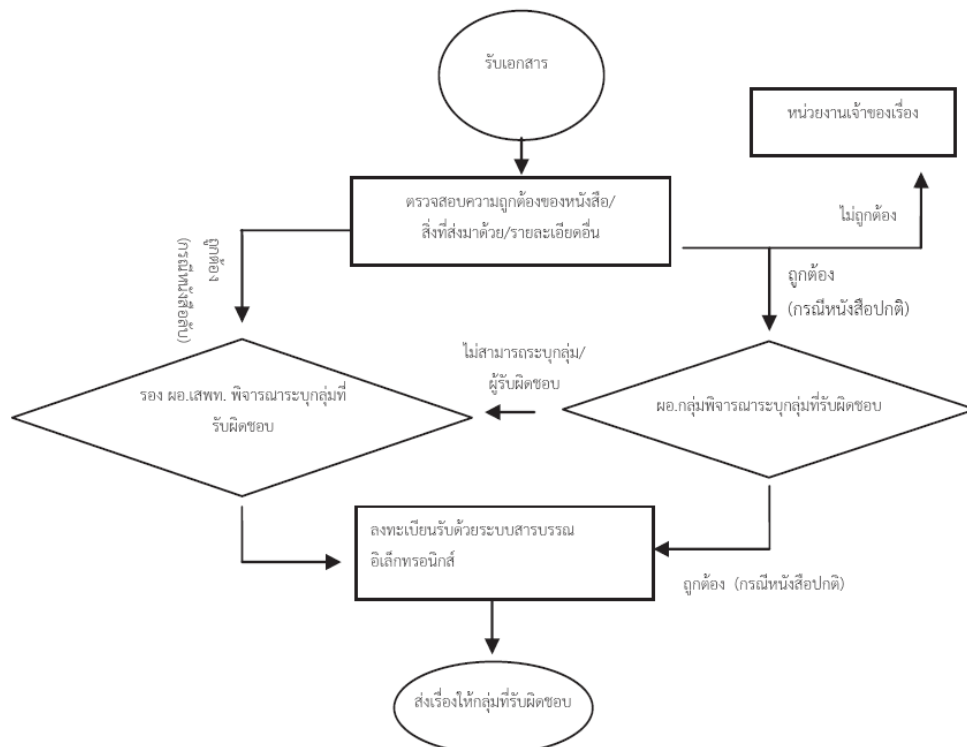 รับเอกสาร
หน่วยงานเจ้าของเรื่อง
ตรวจสอบความถูกต้องของหนังสือ/
สิ่งที่ส่งมาด้วย/รายละเอียดอื่น
ไม่ถูกต้อง
ถูกต้อง
(กรณีหนังสือลับ)
ถูกต้อง
(กรณีหนังสือปกติ)
ไม่สามารถระบุกลุ่ม/
ผู้รับผิดชอบ
รอง ผอ.เสพท. พิจารณาระบุกลุ่มที่
รับผิดชอบ
ผอ.กลุ่มพิจารณาระบุกลุ่มที่รับผิดชอบ
ลงทะเบียนรับด้วยระบบสารบรรณ
อิเล็กทรอนิกส์
ถูกต้อง (กรณีหนังสือปกติ)
ส่งเรื่องให้กลุ่มที่รับผิดชอบ